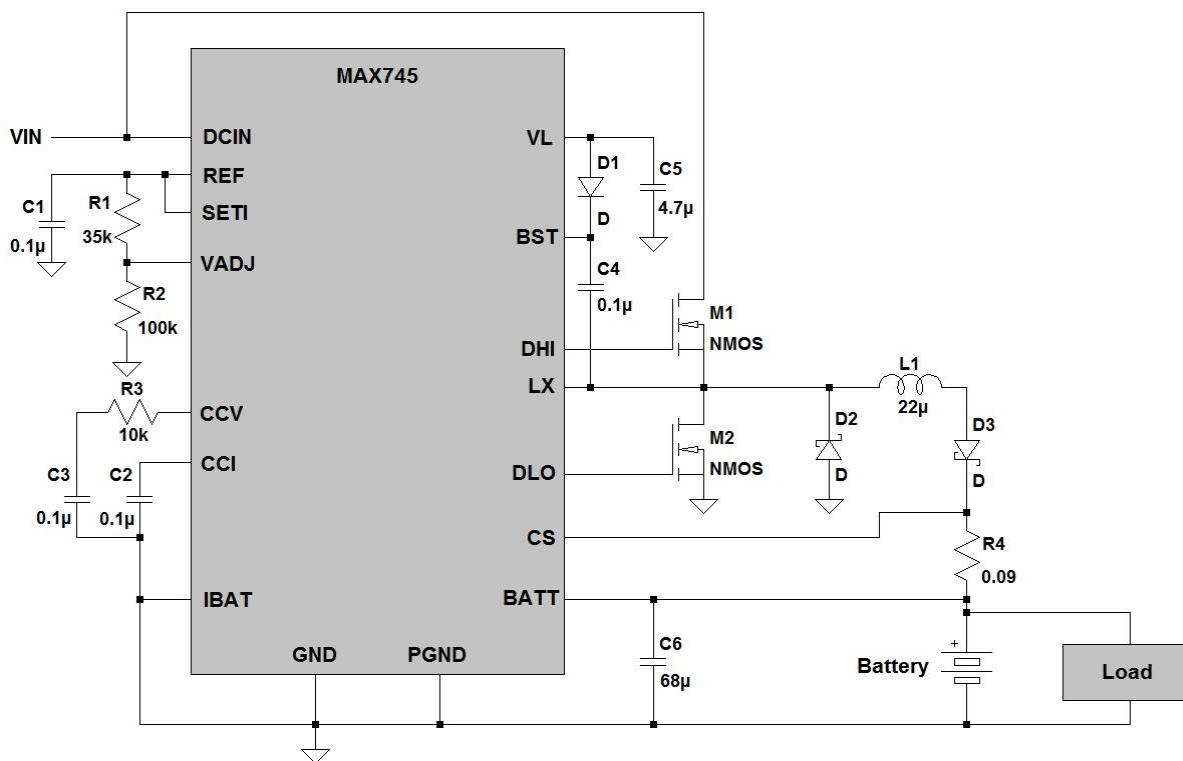 MAX745
VIN
DCIN
VL
D1
C5
REF
C1
R1
D
4.7µ
SETI
0.1µ
35k
BST
VADJ
C4
R2
0.1µ
M1
100k
DHI
NMOS
R3
LX
L1
CCV
22µ
D2
D3
10k
M2
CCI
DLO
NMOS
C3
C2
D
D
0.1µ
0.1µ
CS
R4
0.09
IBAT
BATT
C6
+
GND
PGND
Battery
Load
68µ